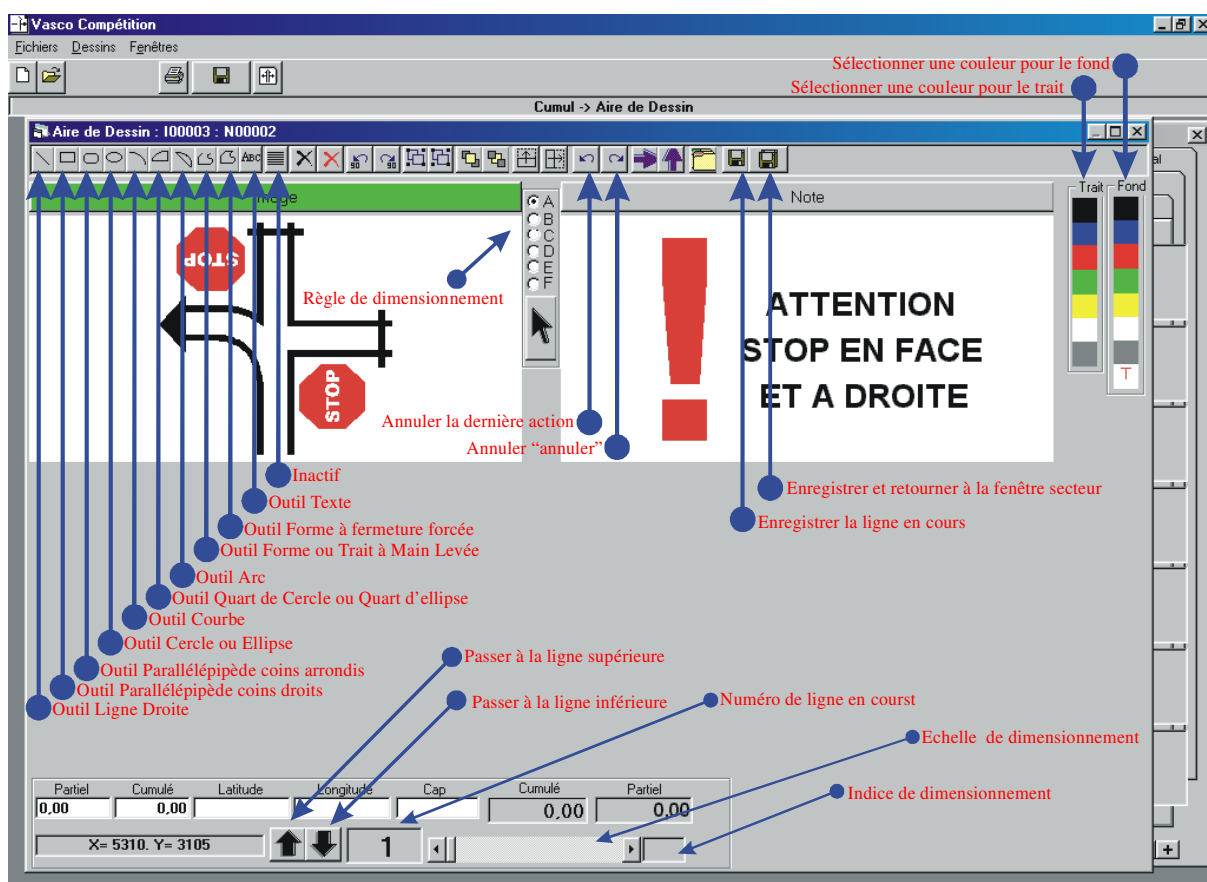 Vasco Compétition
Fichiers Dessins Fenêtres
Sélectionner une couleur pour le fond
Sélectionner une couleur pour le trait
Cumul -> Aire de Dessin
Aire de Dessin : I00003 : N00002
ABC
90
90
Image
A
Note
Trait
Fond
B
C
D
E
F
STOP
Règle de dimensionnement
ATTENTION
STOP EN FACE
ET A DROITE
T
STOP
Annuler la dernière action
Annuler “annuler”
Inactif
Enregistrer et retourner à la fenêtre secteur
Outil Texte
Enregistrer la ligne en cours
Outil Forme à fermeture forcée
Outil Forme ou Trait à Main Levée
Outil Arc
Outil Quart de Cercle ou Quart d’ellipse
Outil Courbe
Outil Cercle ou Ellipse
Passer à la ligne supérieure
Outil Parallélépipède coins arrondis
Outil Parallélépipède coins droits
Passer à la ligne inférieure
Numéro de ligne en courst
Outil Ligne Droite
Echelle de dimensionnement
Indice de dimensionnement
Partiel Cumulé Latitude Longitude Cap Cumulé Partiel
0,00 0,00 0,00 0,00
X= 5310. Y= 3105
1
+